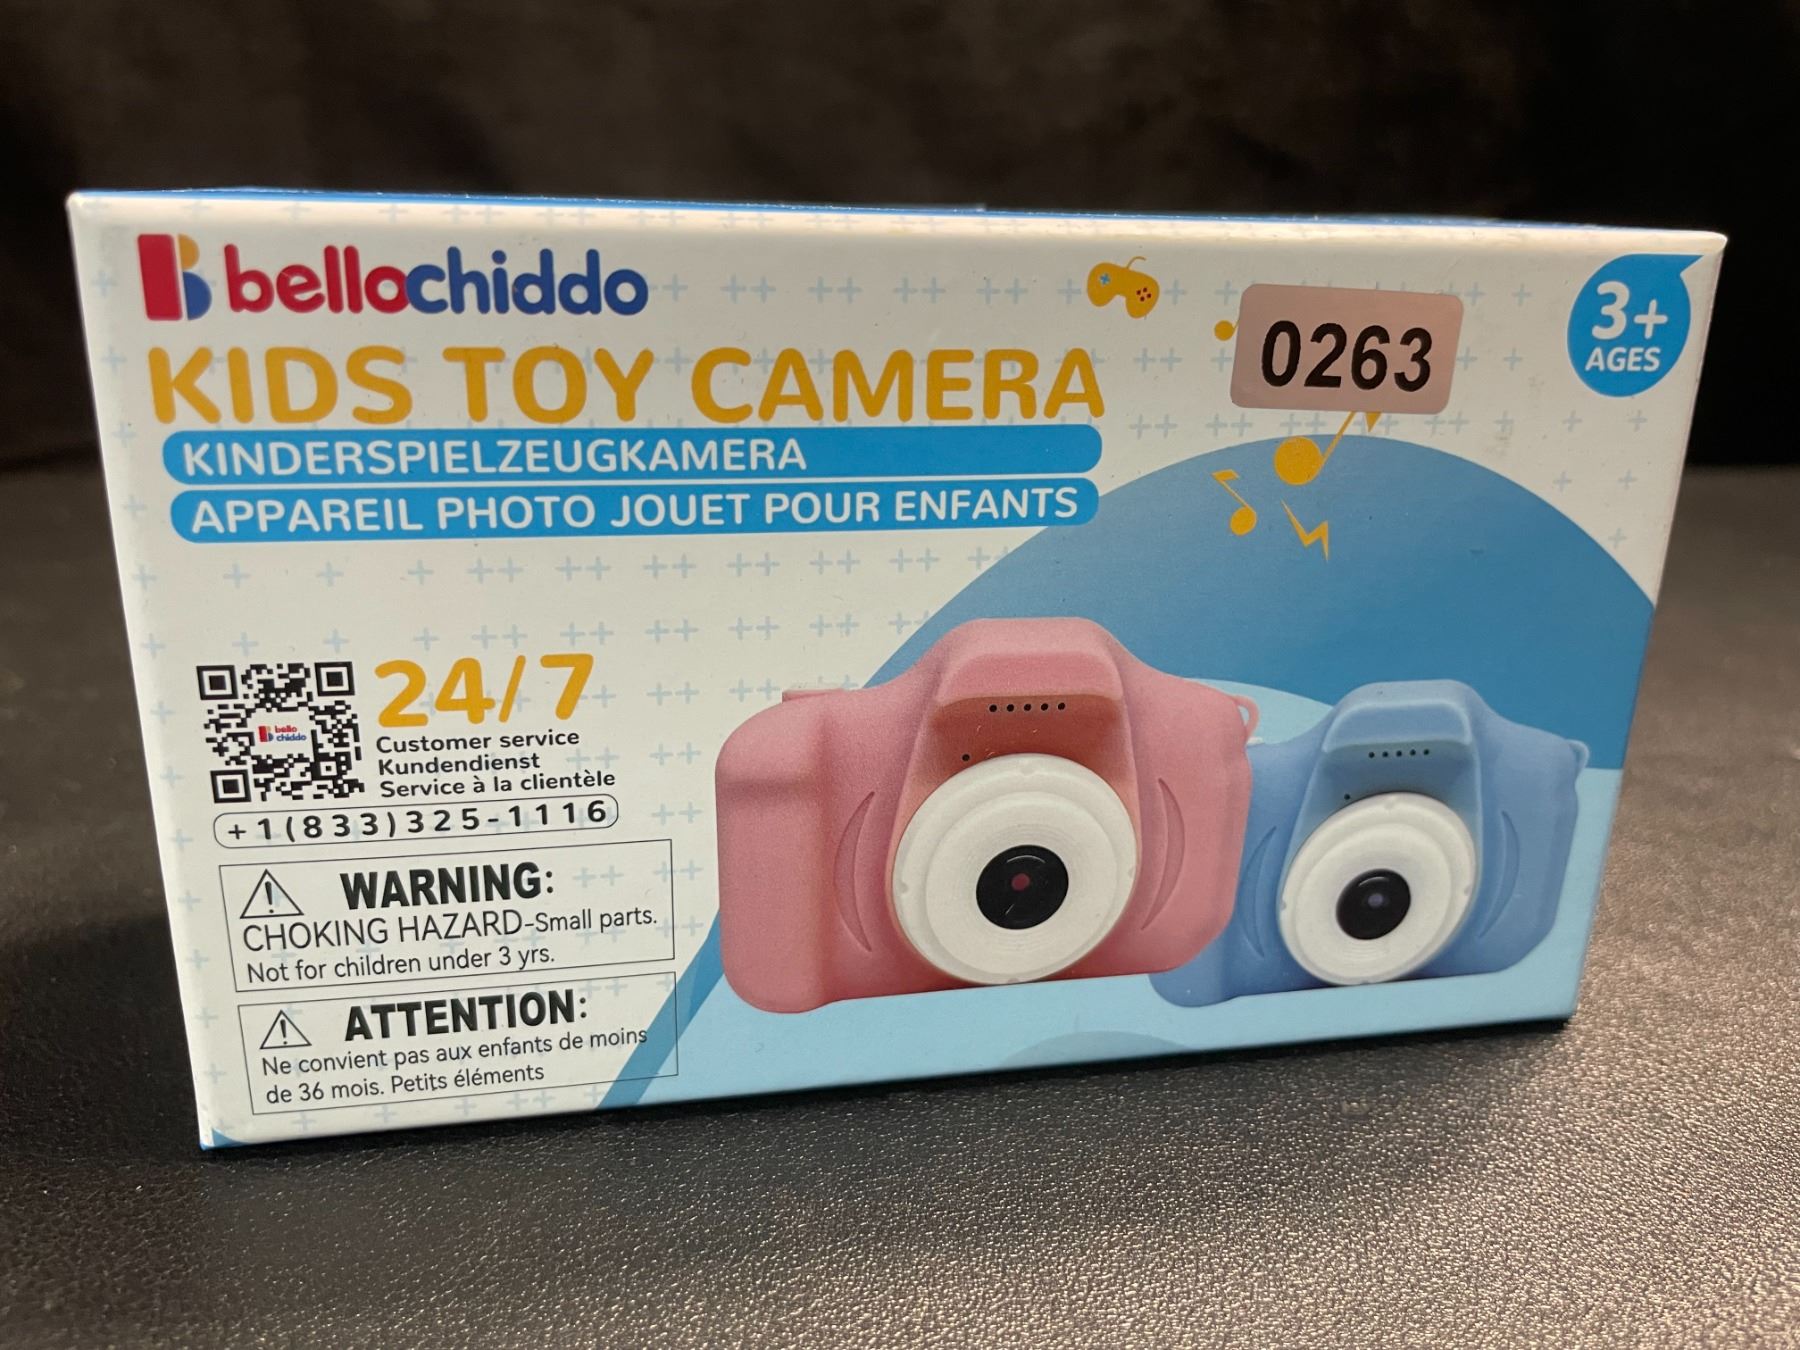 bellochiddo
KIDS TOY CAMERA
KINDERSPIELZEUGKAMERA
APPAREIL PHOTO JOUET POUR ENFANTS
0263
3+
AGES
bello
chiddo
24/7
Customer service
Kundendienst
Service à la clientèle
+1(833)325-1116
WARNING:
CHOKING HAZARD-Small parts.
Not for children under 3 yrs.
ATTENTION:
Ne convient pas aux enfants de moins
de 36 mois. Petits éléments